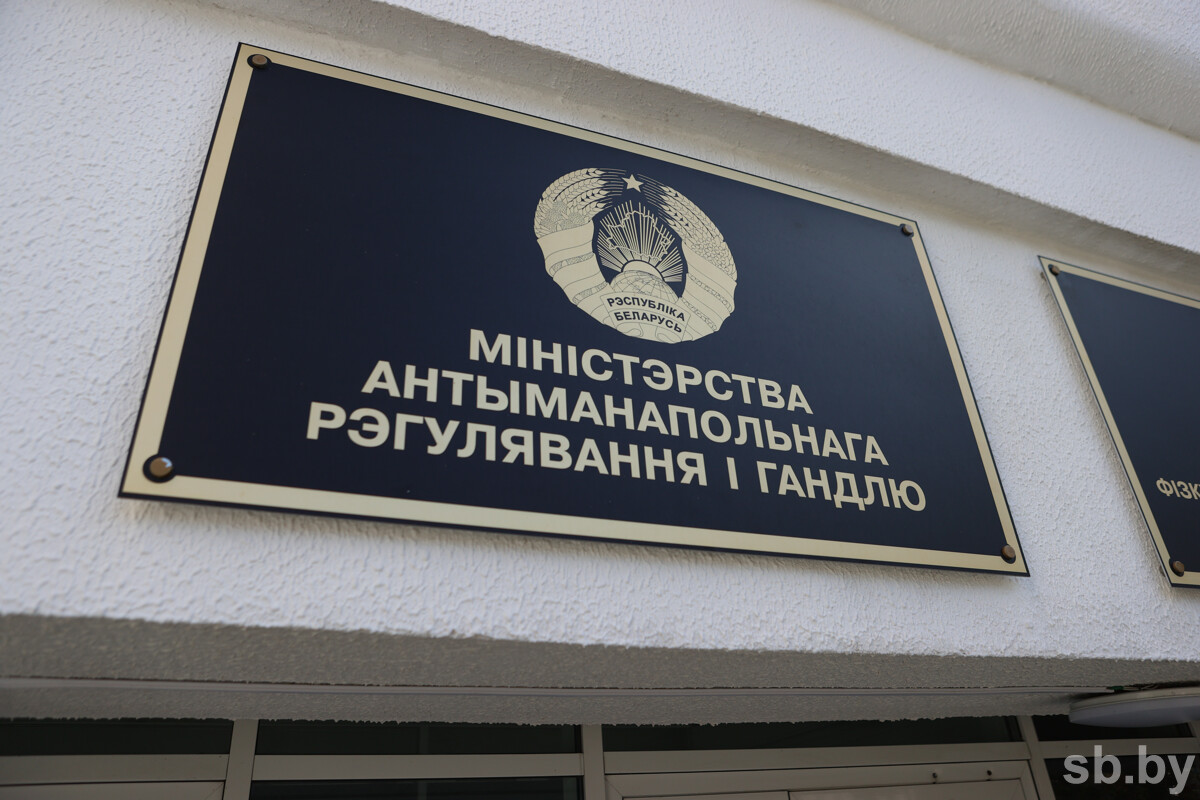 РЭСПУБЛІКА
БЕЛАРУСЬ
МІНІСТЭРСТВА
АНТЫМАНАПОЛЬНАГА
РЭГУЛЯВАННЯ І ГАНДЛЮ
sb.by